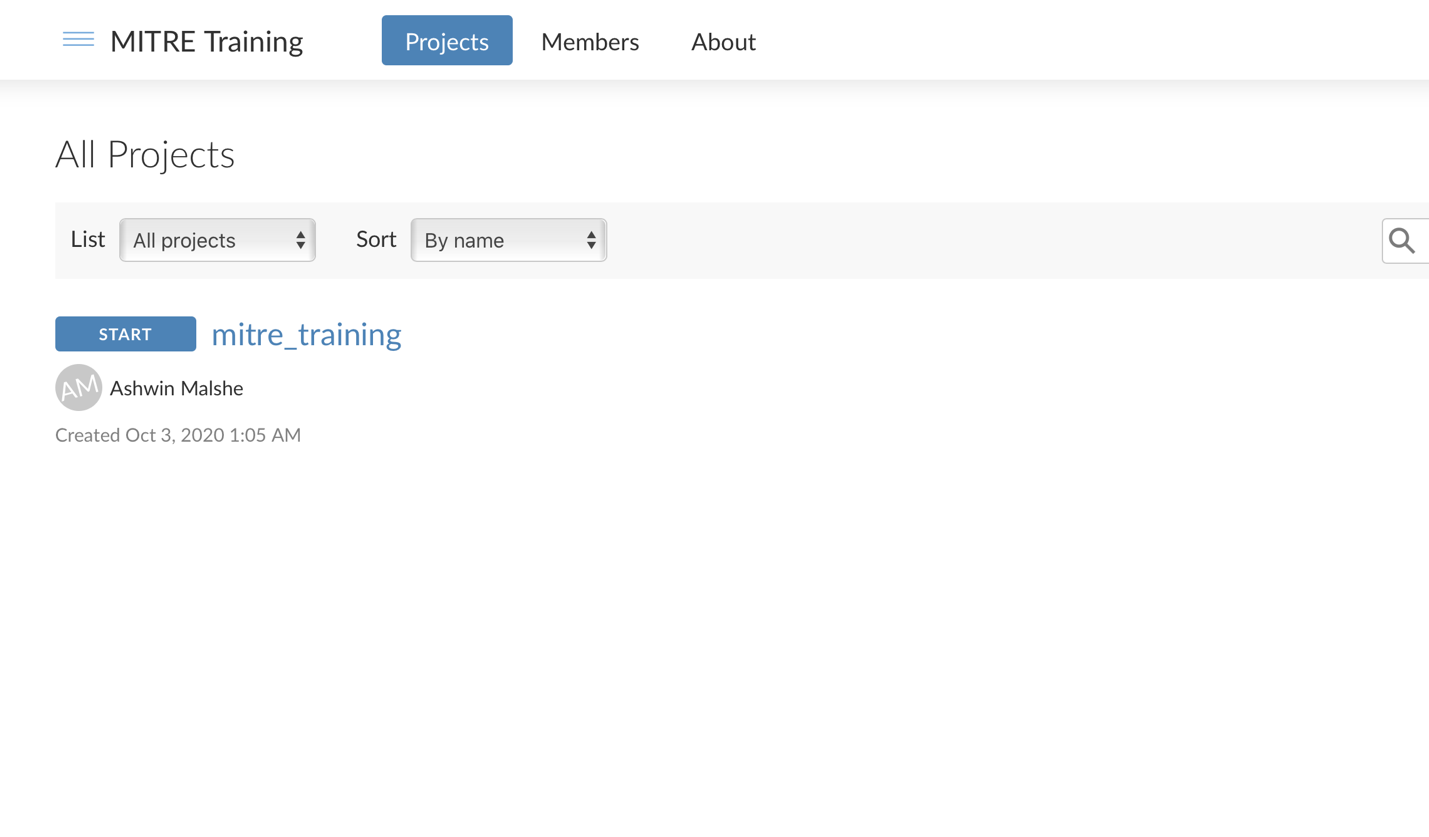 MITRE Training Projects Members About
All Projects
List All projects Sort By name
START mitre_training
AM Ashwin Malshe
Created Oct 3, 2020 1:05 AM